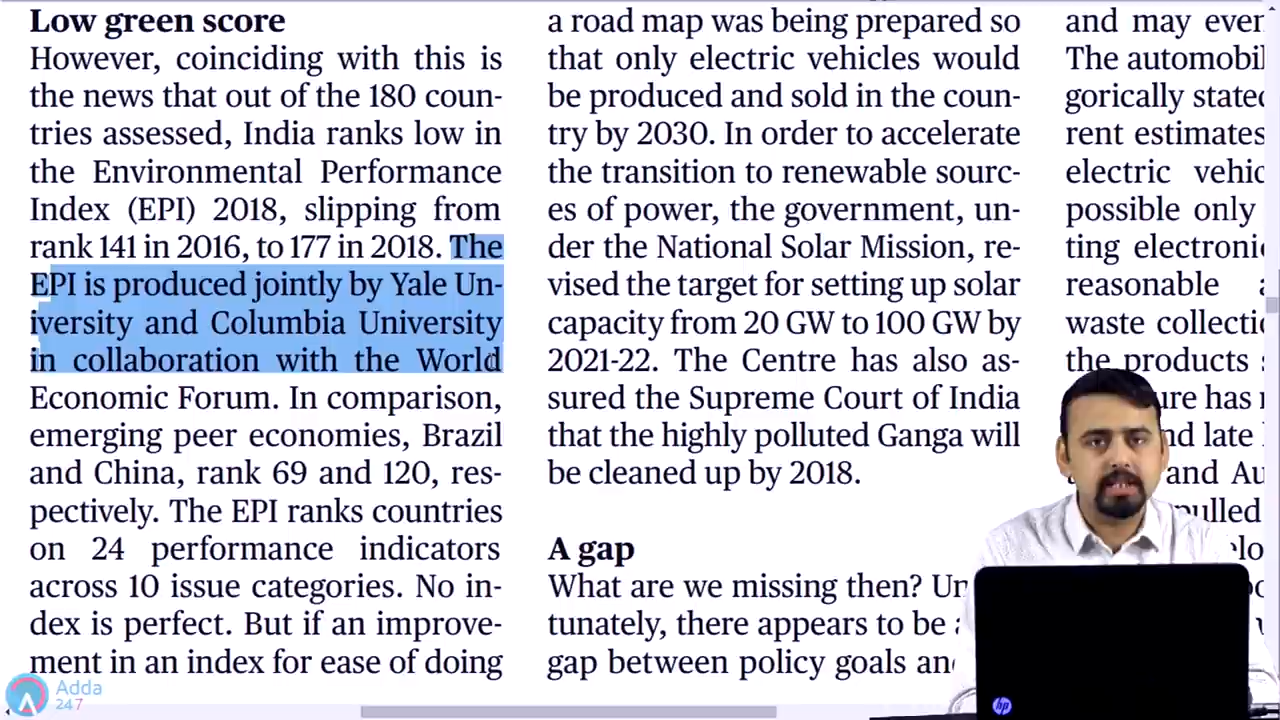 Low green score
However, coinciding with this is
the news that out of the 180 coun-
tries assessed, India ranks low in
the Environmental Performance
Index (EPI) 2018, slipping from
rank 141 in 2016, to 177 in 2018. The
EPI is produced jointly by Yale Un-
iversity and Columbia University
in collaboration with the World
Economic Forum. In comparison,
emerging peer economies, Brazil
and China, rank 69 and 120, res-
pectively. The EPI ranks countries
on 24 performance indicators
across 10 issue categories. No in-
dex is perfect. But if an improve-
ment in an index for ease of doing
a road map was being prepared so
that only electric vehicles would
be produced and sold in the coun-
try by 2030. In order to accelerate
the transition to renewable sourc-
es of power, the government, un-
der the National Solar Mission, re-
vised the target for setting up solar
capacity from 20 GW to 100 GW by
2021-22. The Centre has also as-
sured the Supreme Court of India
that the highly polluted Ganga will
be cleaned up by 2018.
A gap
What are we missing then?
tunately, there appears to be
gap between policy goals
and may
The
rent estimates
electric
possible only
reasonable
the products
has
and late
and
pulled
Adda
247
hp